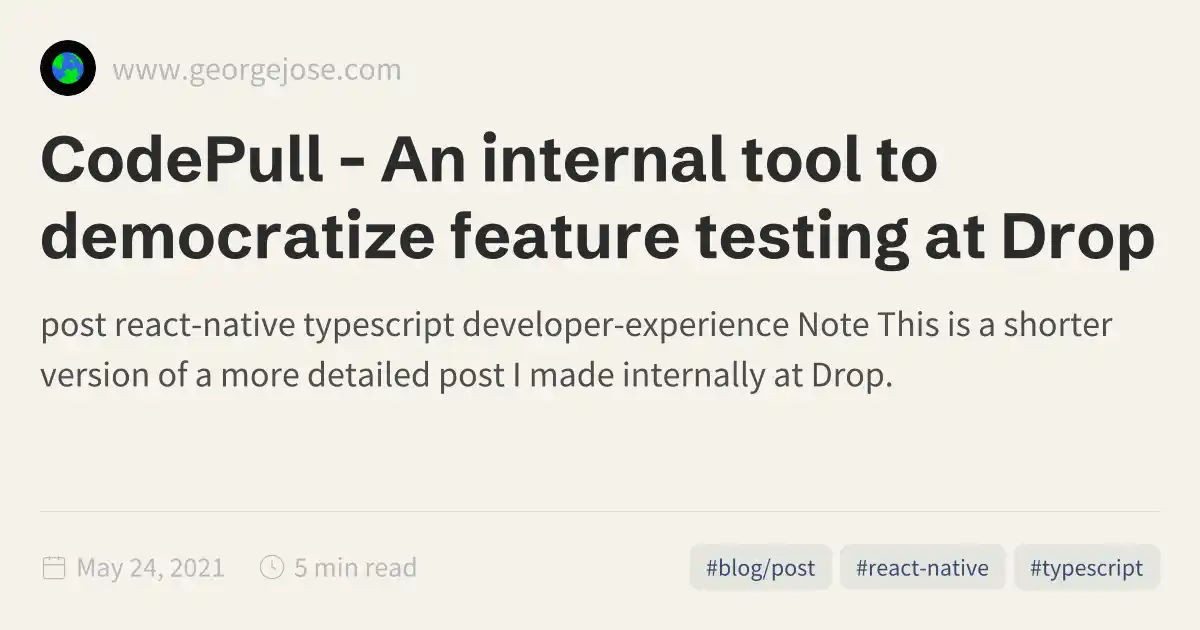 www.georgejose.com
CodePull - An internal tool to
democratize feature testing at Drop
post react-native typescript developer-experience Note This is a shorter
version of a more detailed post I made internally at Drop.
May 24, 2021 5 min read #blog/post #react-native #typescript